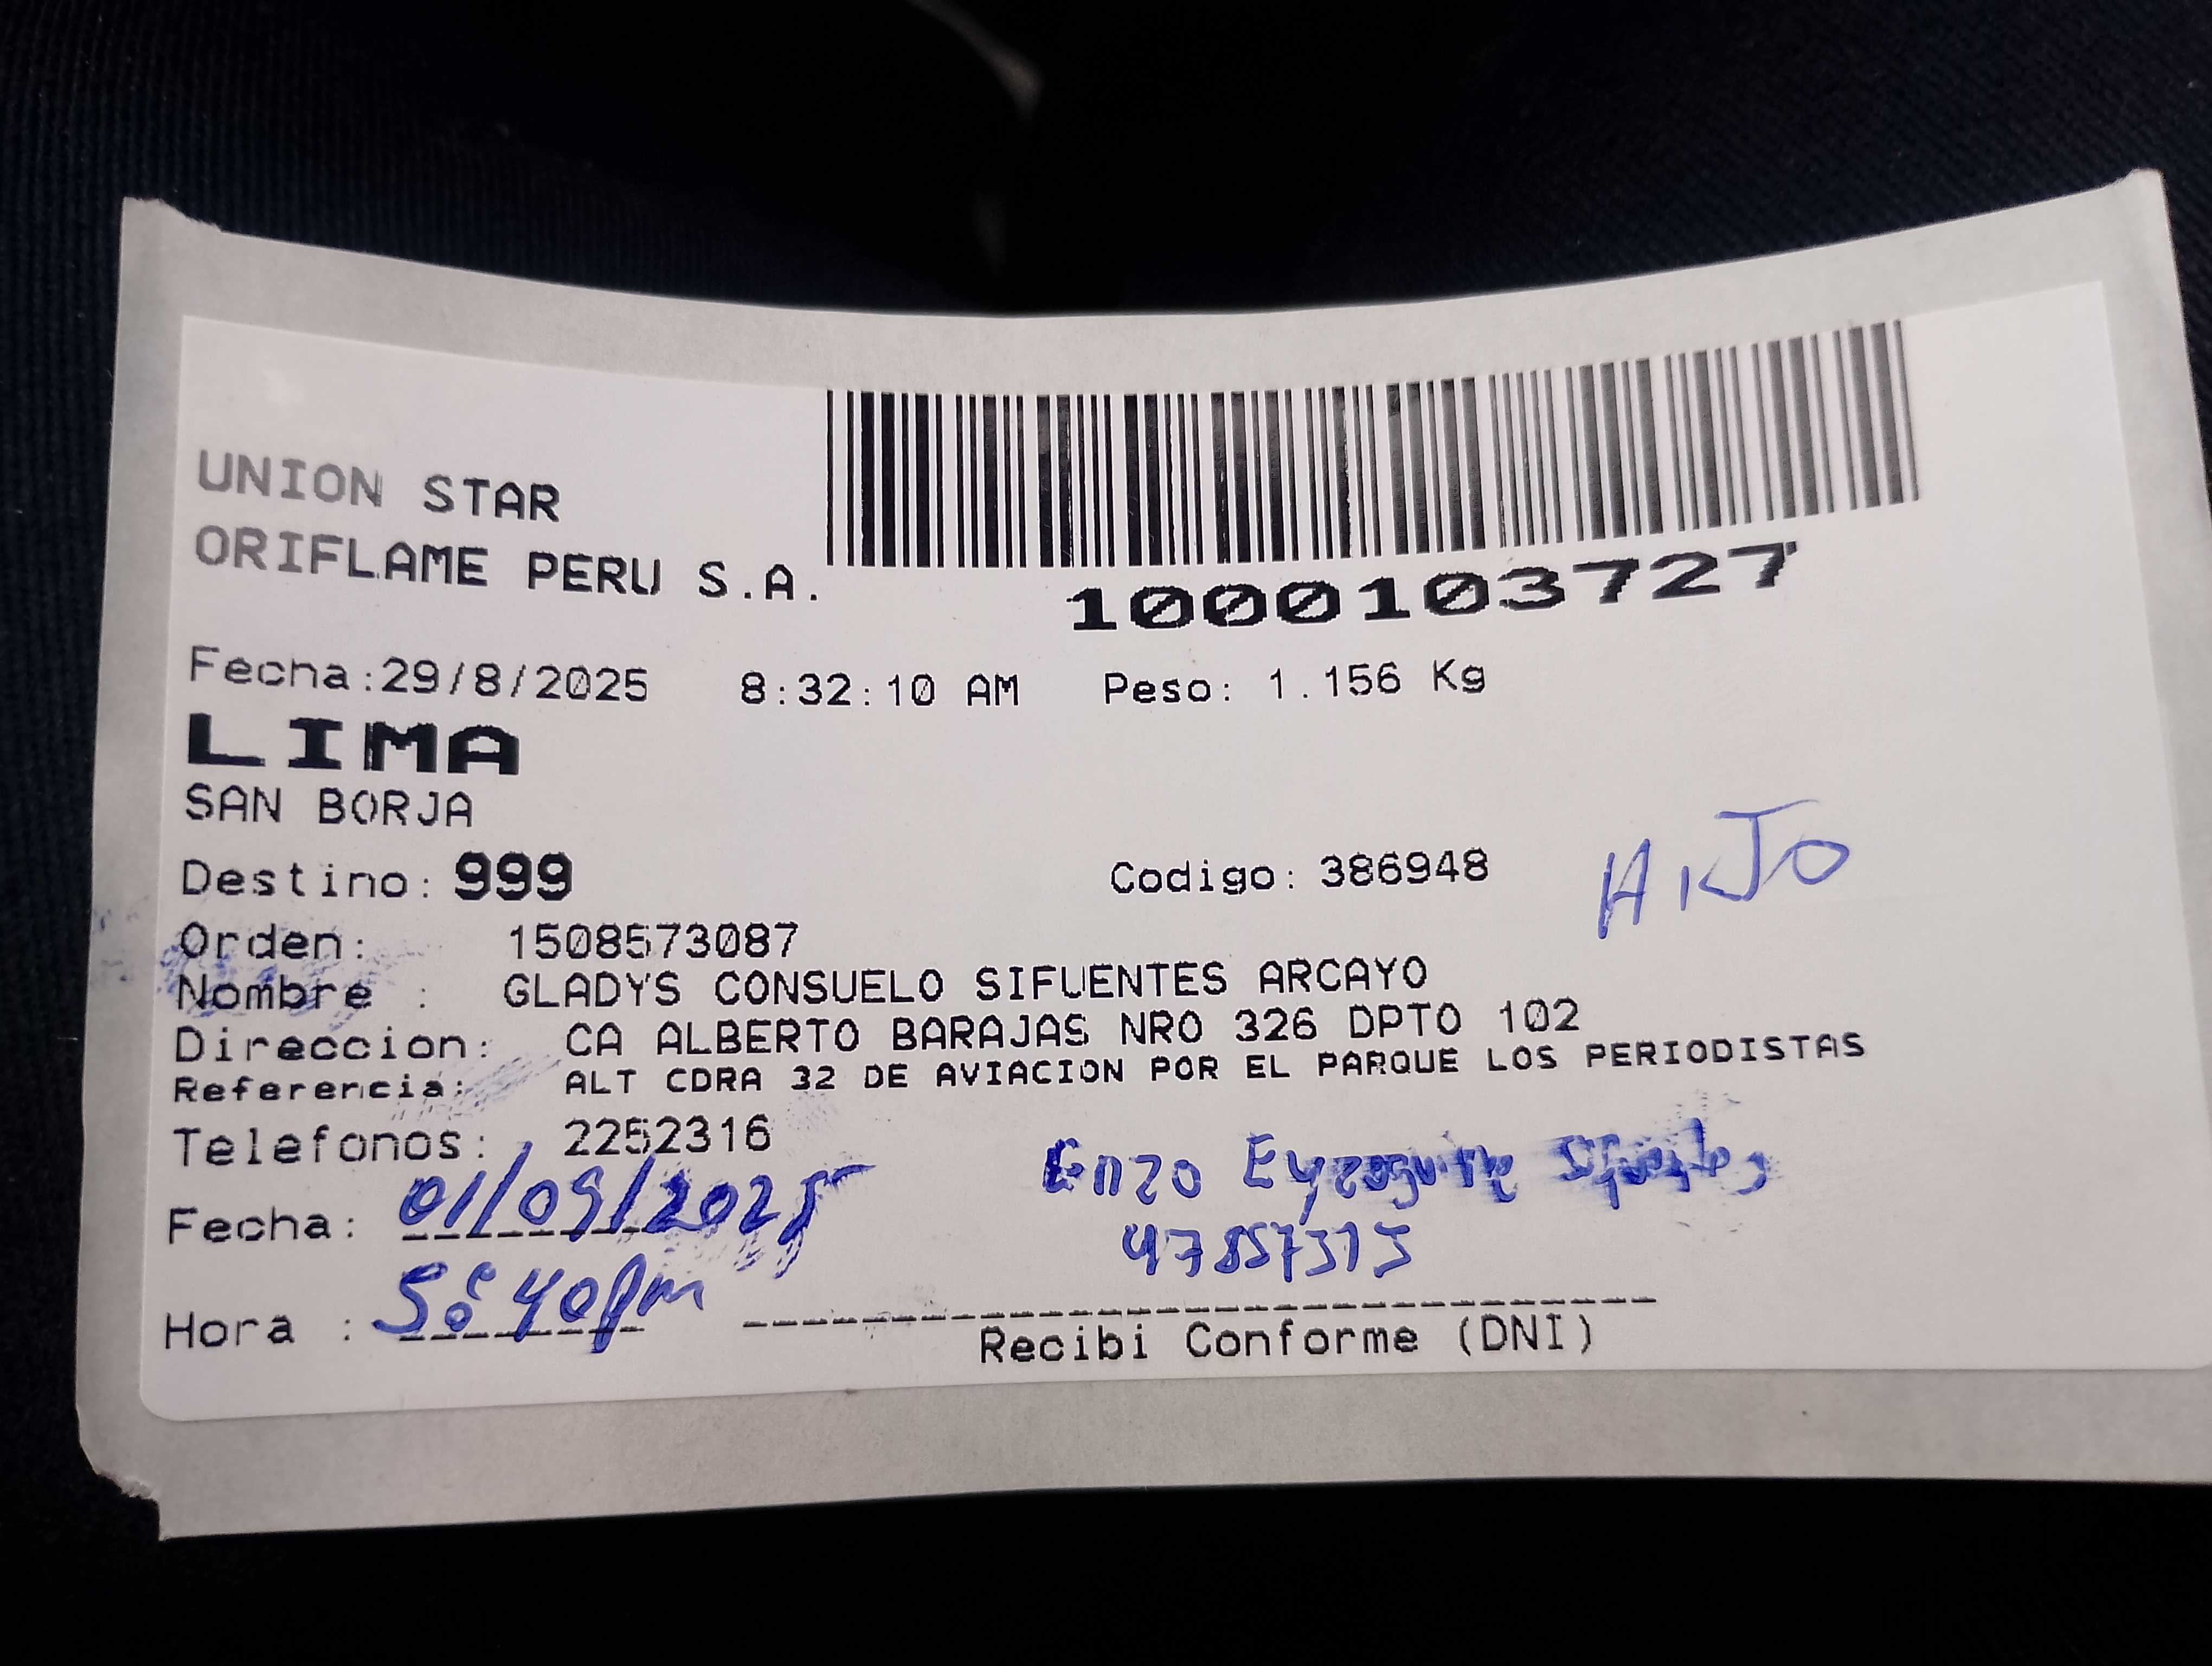 UNION STAR
ORIFLAME PERU S.A.
1000103727
Fecha:29/8/2025 8:32:10 AM Peso: 1.156 Kg
LIMA
SAN BORJA
Destino: 999 Codigo: 386948
Orden: 1508573087
Nombre : GLADYS CONSUELO SIFUENTES ARCAYO
Direccion: CA ALBERTO BARAJAS NRO 326 DPTO 102
Referencia: ALT CDRA 32 DE AVIACION POR EL PARQUE LOS PERIODISTAS
Telefonos: 2252316
Enzo Eyzaguirre Sifuentes
Fecha: 01/09/2025
Hora : 5:40pm
Recibi Conforme (DNI)